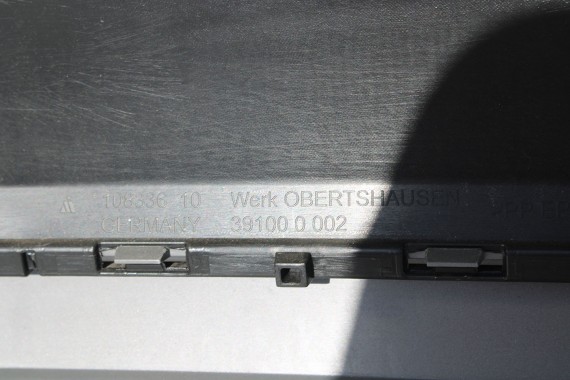 106336 10 Werk OBERTSHAUSEN
GERMANY 39100 0.002